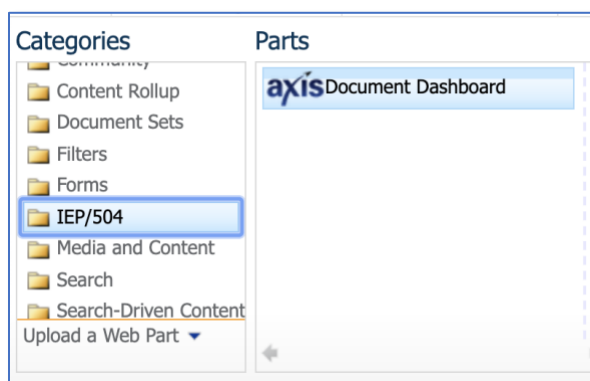 Categories
Parts
Community
Content Rollup
Document Sets
Filters
Forms
IEP/504
Media and Content
Search
Search-Driven Content
Upload a Web Part
axis Document Dashboard